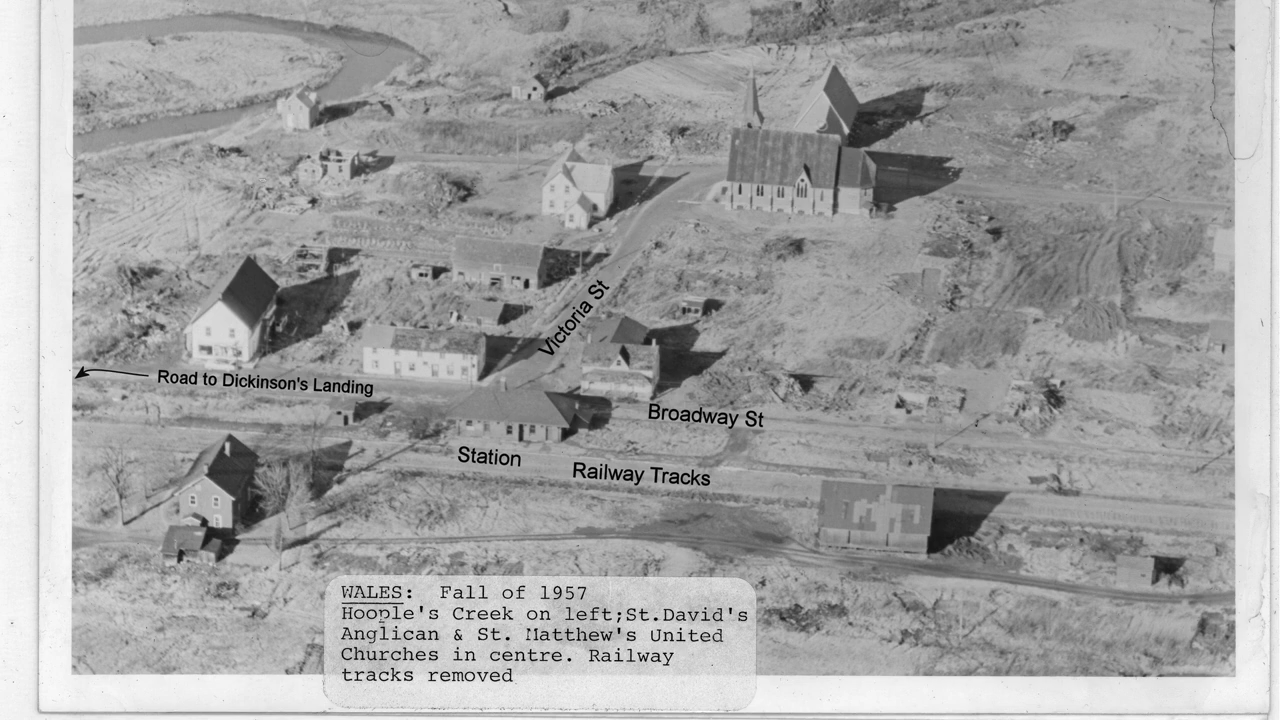 Victoria St
Road to Dickinson's Landing
Broadway St
Station
Railway Tracks
WALES: Fall of 1957
Hoople's Creek on left;St.David's
Anglican & St. Matthew's United
Churches in centre. Railway
tracks removed